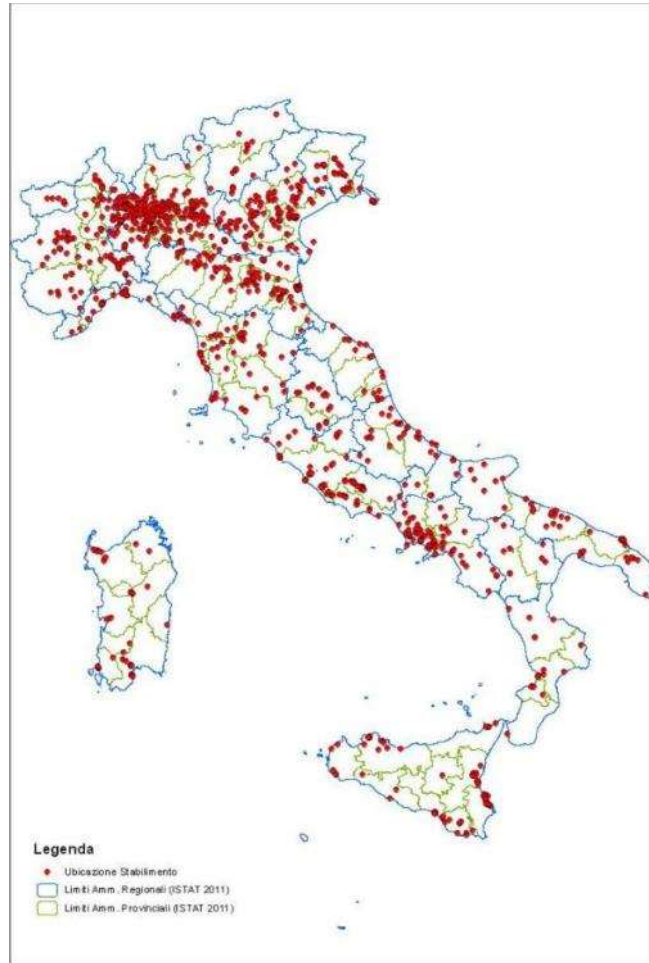 Legenda
Ubicazione Stabilimento
Limiti Amm. Regionali (ISTAT 2011)
Limiti Amm. Provinciali (ISTAT 2011)